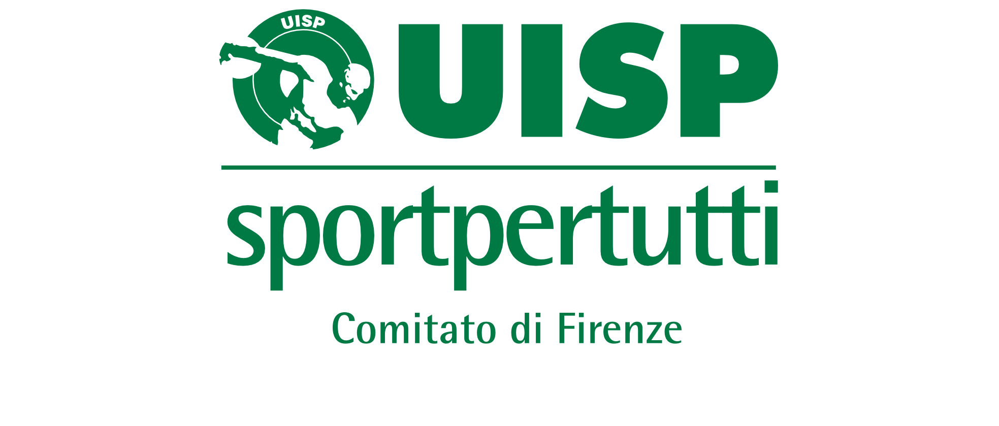 UISP
UISP
sportpertutti
Comitato di Firenze